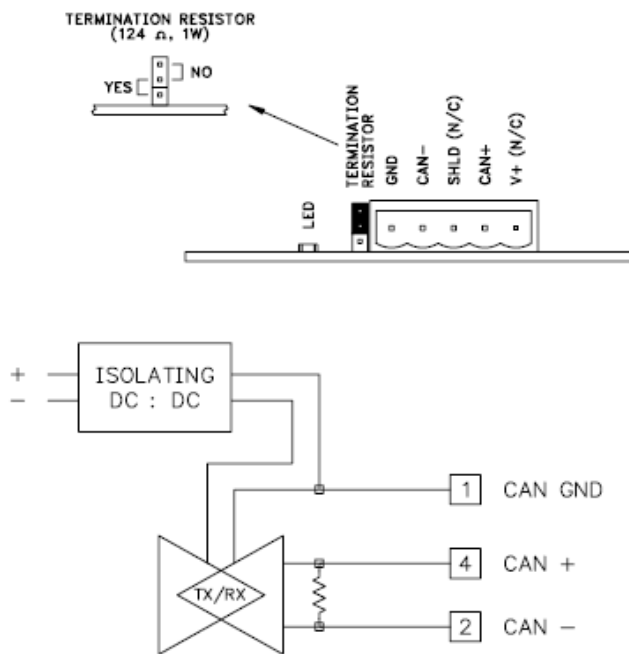 TERMINATION RESISTOR
(124 Ω, 1W)
NO
YES
TERMINATION
RESISTOR
GND
CAN-
SHLD (N/C)
CAN+
V+ (N/C)
LED
+
-
ISOLATING
DC : DC
1 CAN GND
TX/RX
4 CAN +
2 CAN -